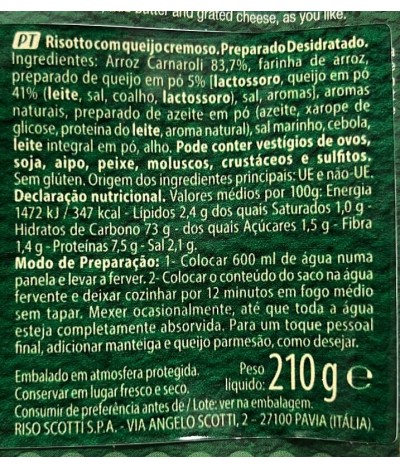 butter and grated cheese, as you like.
PT Risotto com queijo cremoso. Preparado Desidratado.
Ingredientes: Arroz Carnaroli 83,7%, farinha de arroz,
preparado de queijo em pó 5% [lactossoro, queijo em pó
41% (leite, sal, coalho, lactossoro), sal, aromas], aromas
naturais, preparado de azeite em pó (azeite, xarope de
glicose, proteína do leite, aroma natural), sal marinho, cebola,
leite integral em pó, alho. Pode conter vestígios de ovos,
soja, aipo, peixe, moluscos, crustáceos e sulfitos.
Sem glúten. Origem dos ingredientes principais: UE e não-UE.
Declaração nutricional. Valores médios por 100g: Energia
1472 kJ / 347 kcal - Lípidos 2,4 g dos quais Saturados 1,0 g -
Hidratos de Carbono 73 g - dos quais Açúcares 1,5 g - Fibra
1,4 g - Proteínas 7,5 g - Sal 2,1 g.
Modo de Preparação: 1- Colocar 600 ml de água numa
panela e levar a ferver. 2- Colocar o conteúdo do saco na água
fervente e deixar cozinhar por 12 minutos em fogo médio
sem tapar. Mexer ocasionalmente, até que toda a água
esteja completamente absorvida. Para um toque pessoal
final, adicionar manteiga e queijo parmesão, como desejar.
Embalado em atmosfera protegida.
Conservar em lugar fresco e seco.
Peso líquido: 210 g e
Consumir de preferência antes de / Lote: ver na embalagem.
RISO SCOTTI S.P.A. - VIA ANGELO SCOTTI, 2 – 27100 PAVIA (ITÁLIA).